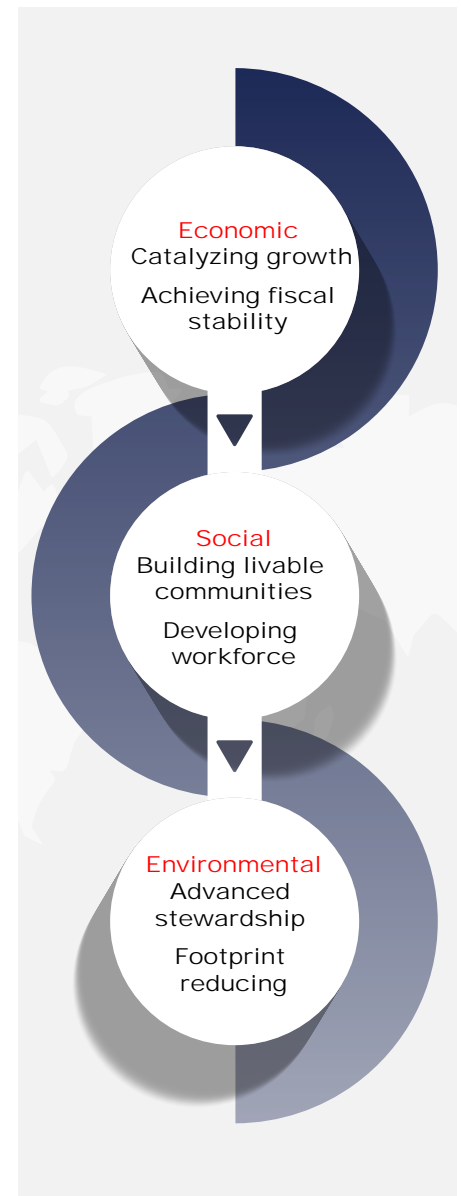 Economic
Catalyzing growth
Achieving fiscal
stability
Social
Building livable
communities
Developing
workforce
Environmental
Advanced
stewardship
Footprint
reducing